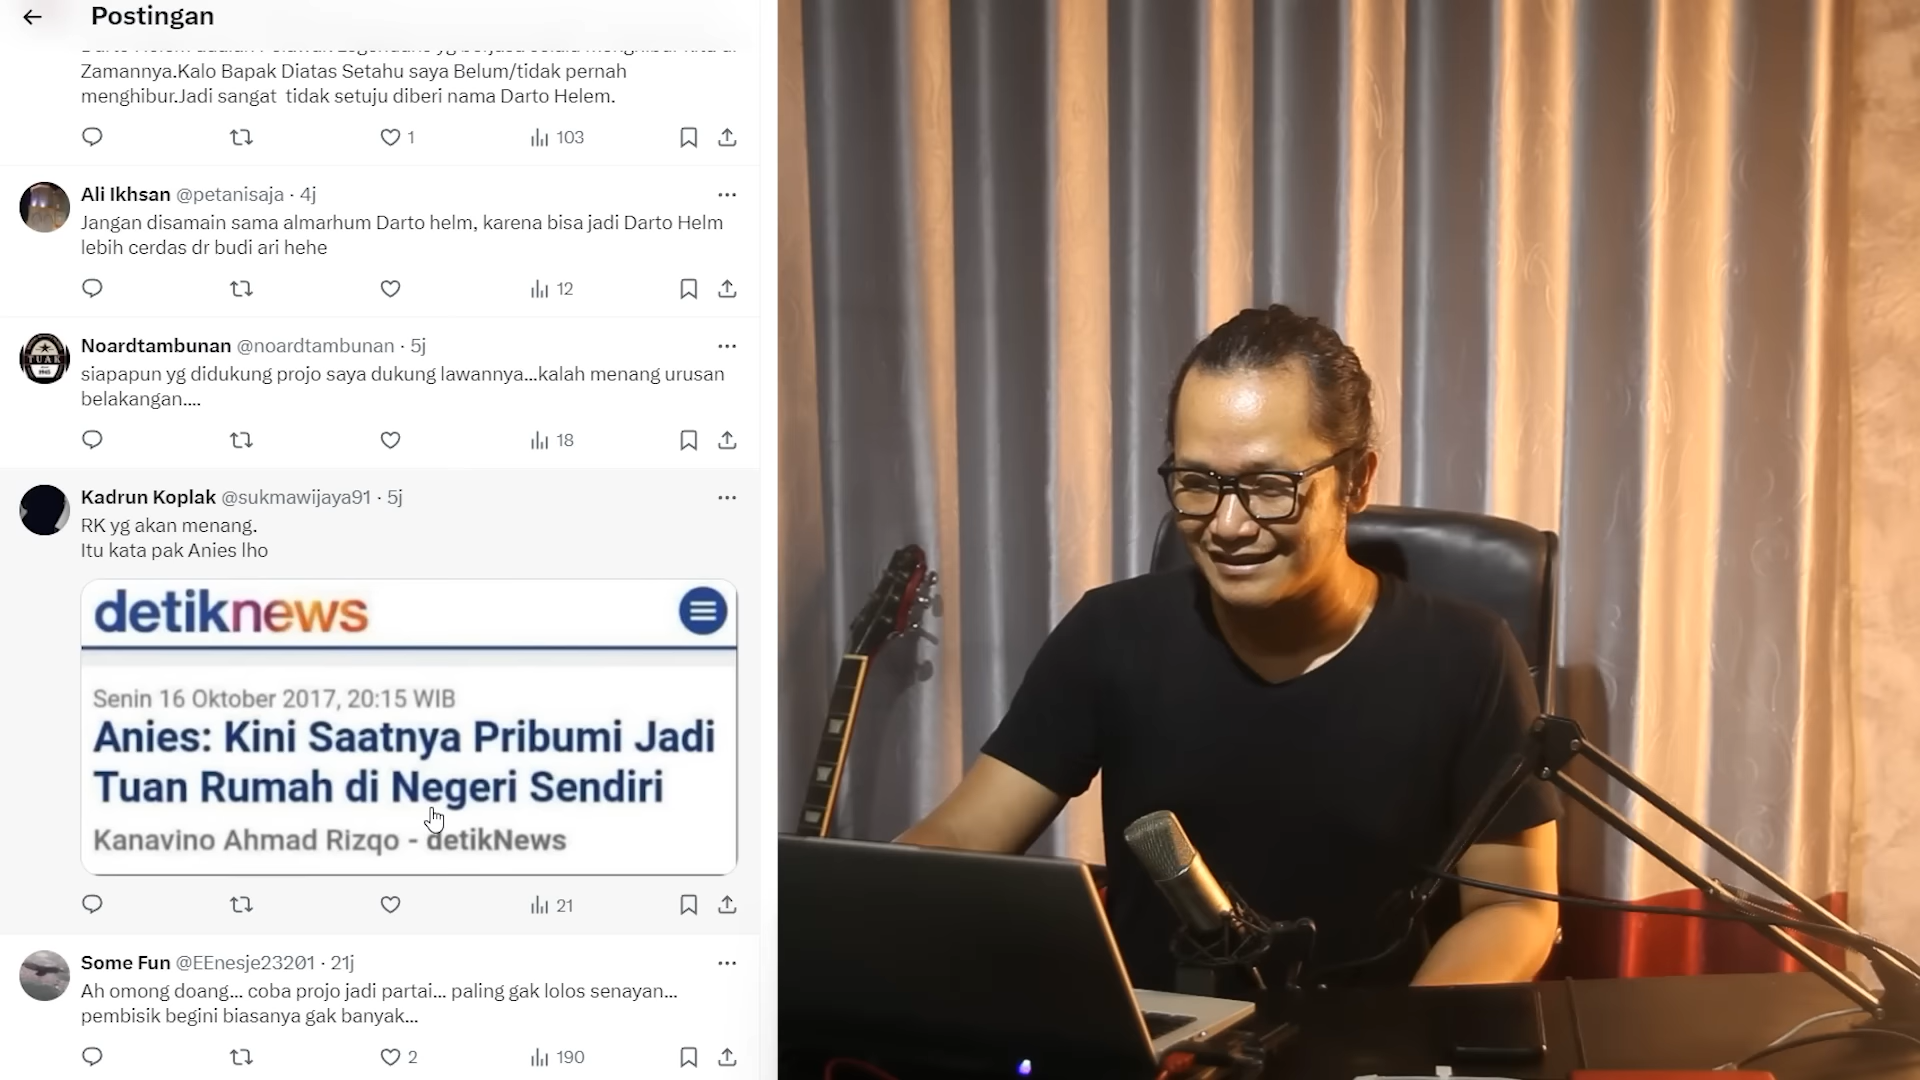 Postingan
Zamannya.Kalo Bapak Diatas Setahu saya Belum/tidak pernah
menghibur.Jadi sangat tidak setuju diberi nama Darto Helem.
1
103
Ali Ikhsan @petanisaja · 4j
Jangan disamain sama almarhum Darto helm, karena bisa jadi Darto Helm
lebih cerdas dr budi ari hehe
12
Noardtambunan @noardtambunan · 5j
siapapun yg didukung projo saya dukung lawannya...kalah menang urusan
belakangan....
18
Kadrun Koplak @sukmawijaya91 · 5j
RK yg akan menang.
Itu kata pak Anies lho
detiknews
Senin 16 Oktober 2017, 20:15 WIB
Anies: Kini Saatnya Pribumi Jadi
Tuan Rumah di Negeri Sendiri
Kanavino Ahmad Rizqo - detikNews
21
Some Fun @EEnesje23201 · 21j
Ah omong doang... coba projo jadi partai... paling gak lolos senayan...
pembisik begini biasanya gak banyak...
2
190